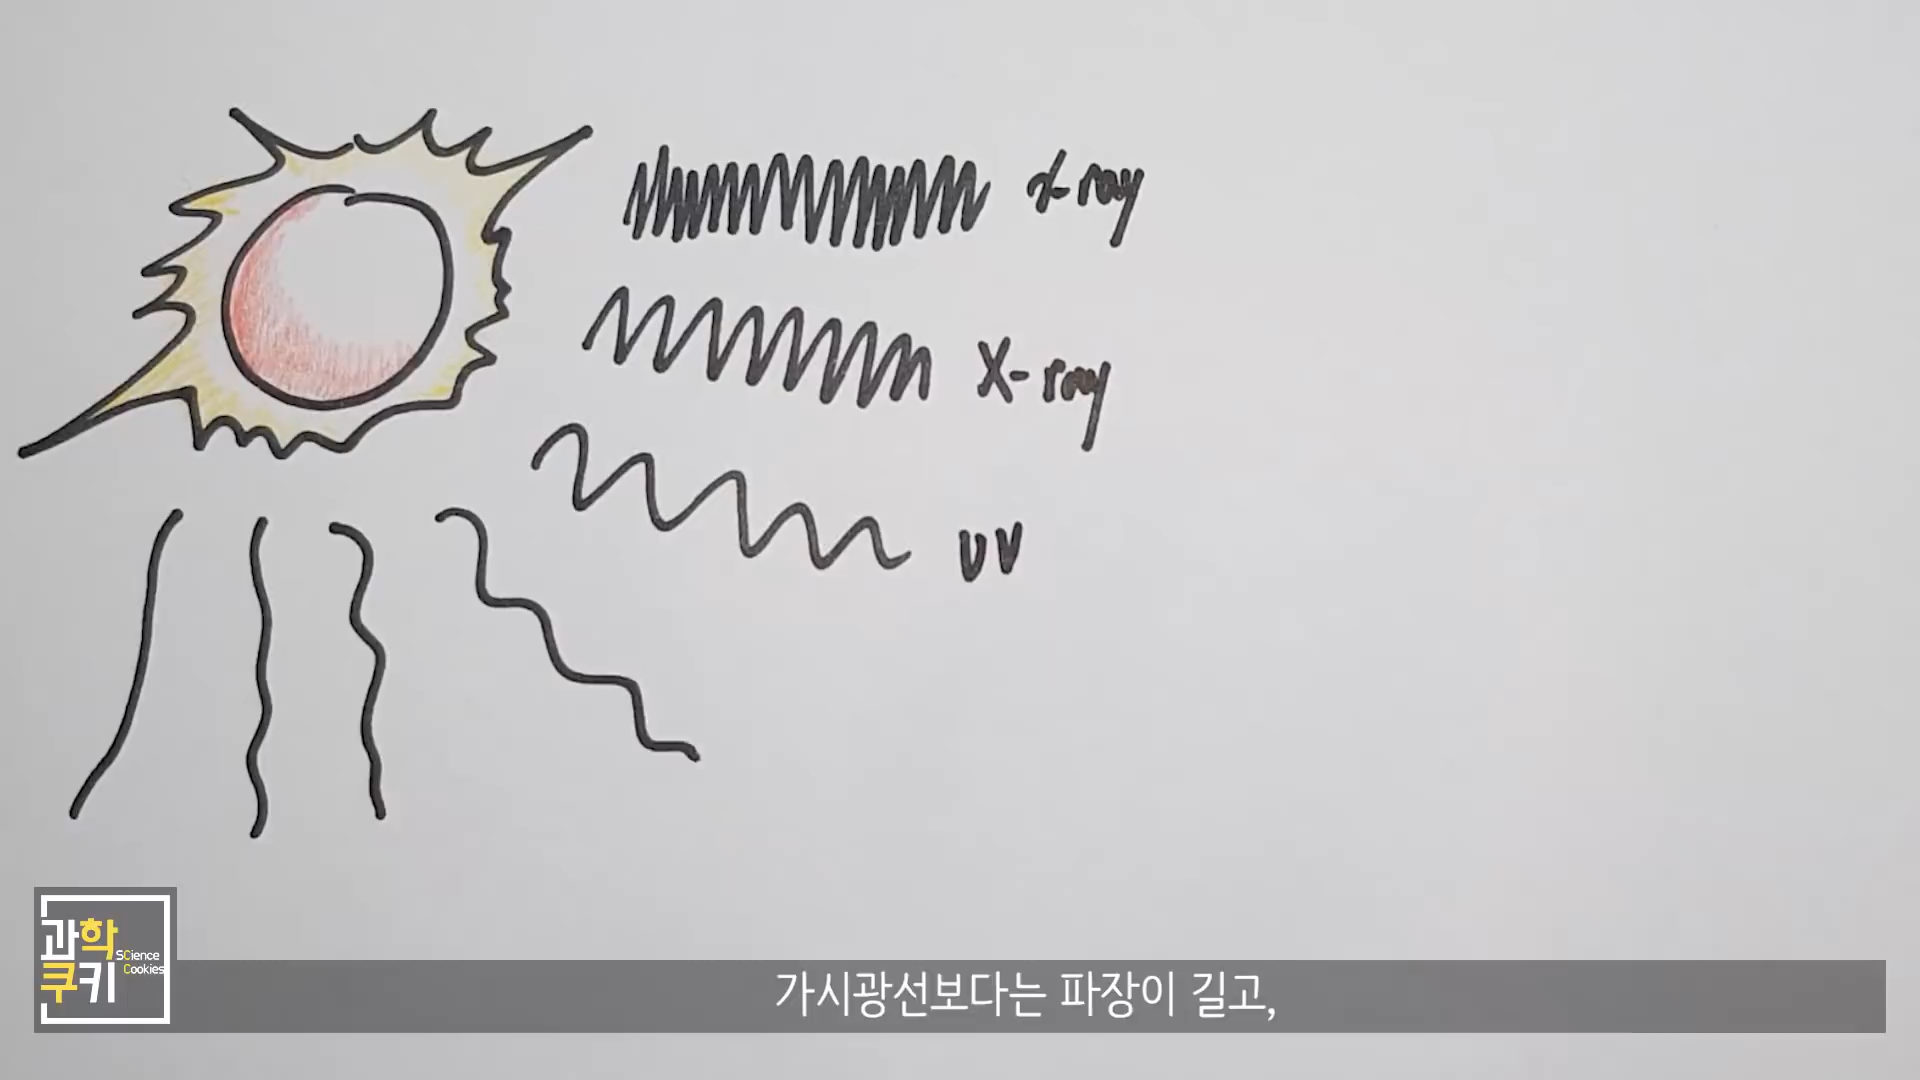 γ-ray
X-ray
UV
과학
쿠키
Science
Cookies
가시광선보다는 파장이 길고,